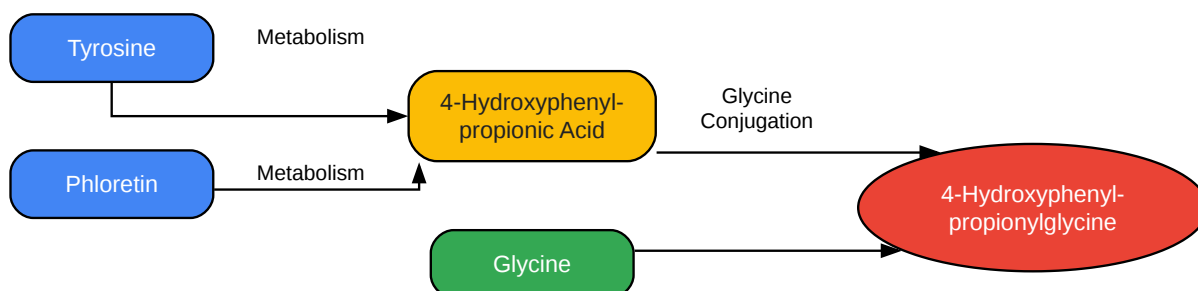 Tyrosine
Metabolism
4-Hydroxyphenyl-
propionic Acid
Glycine
Conjugation
Phloretin
Metabolism
4-Hydroxyphenyl-
propionylglycine
Glycine